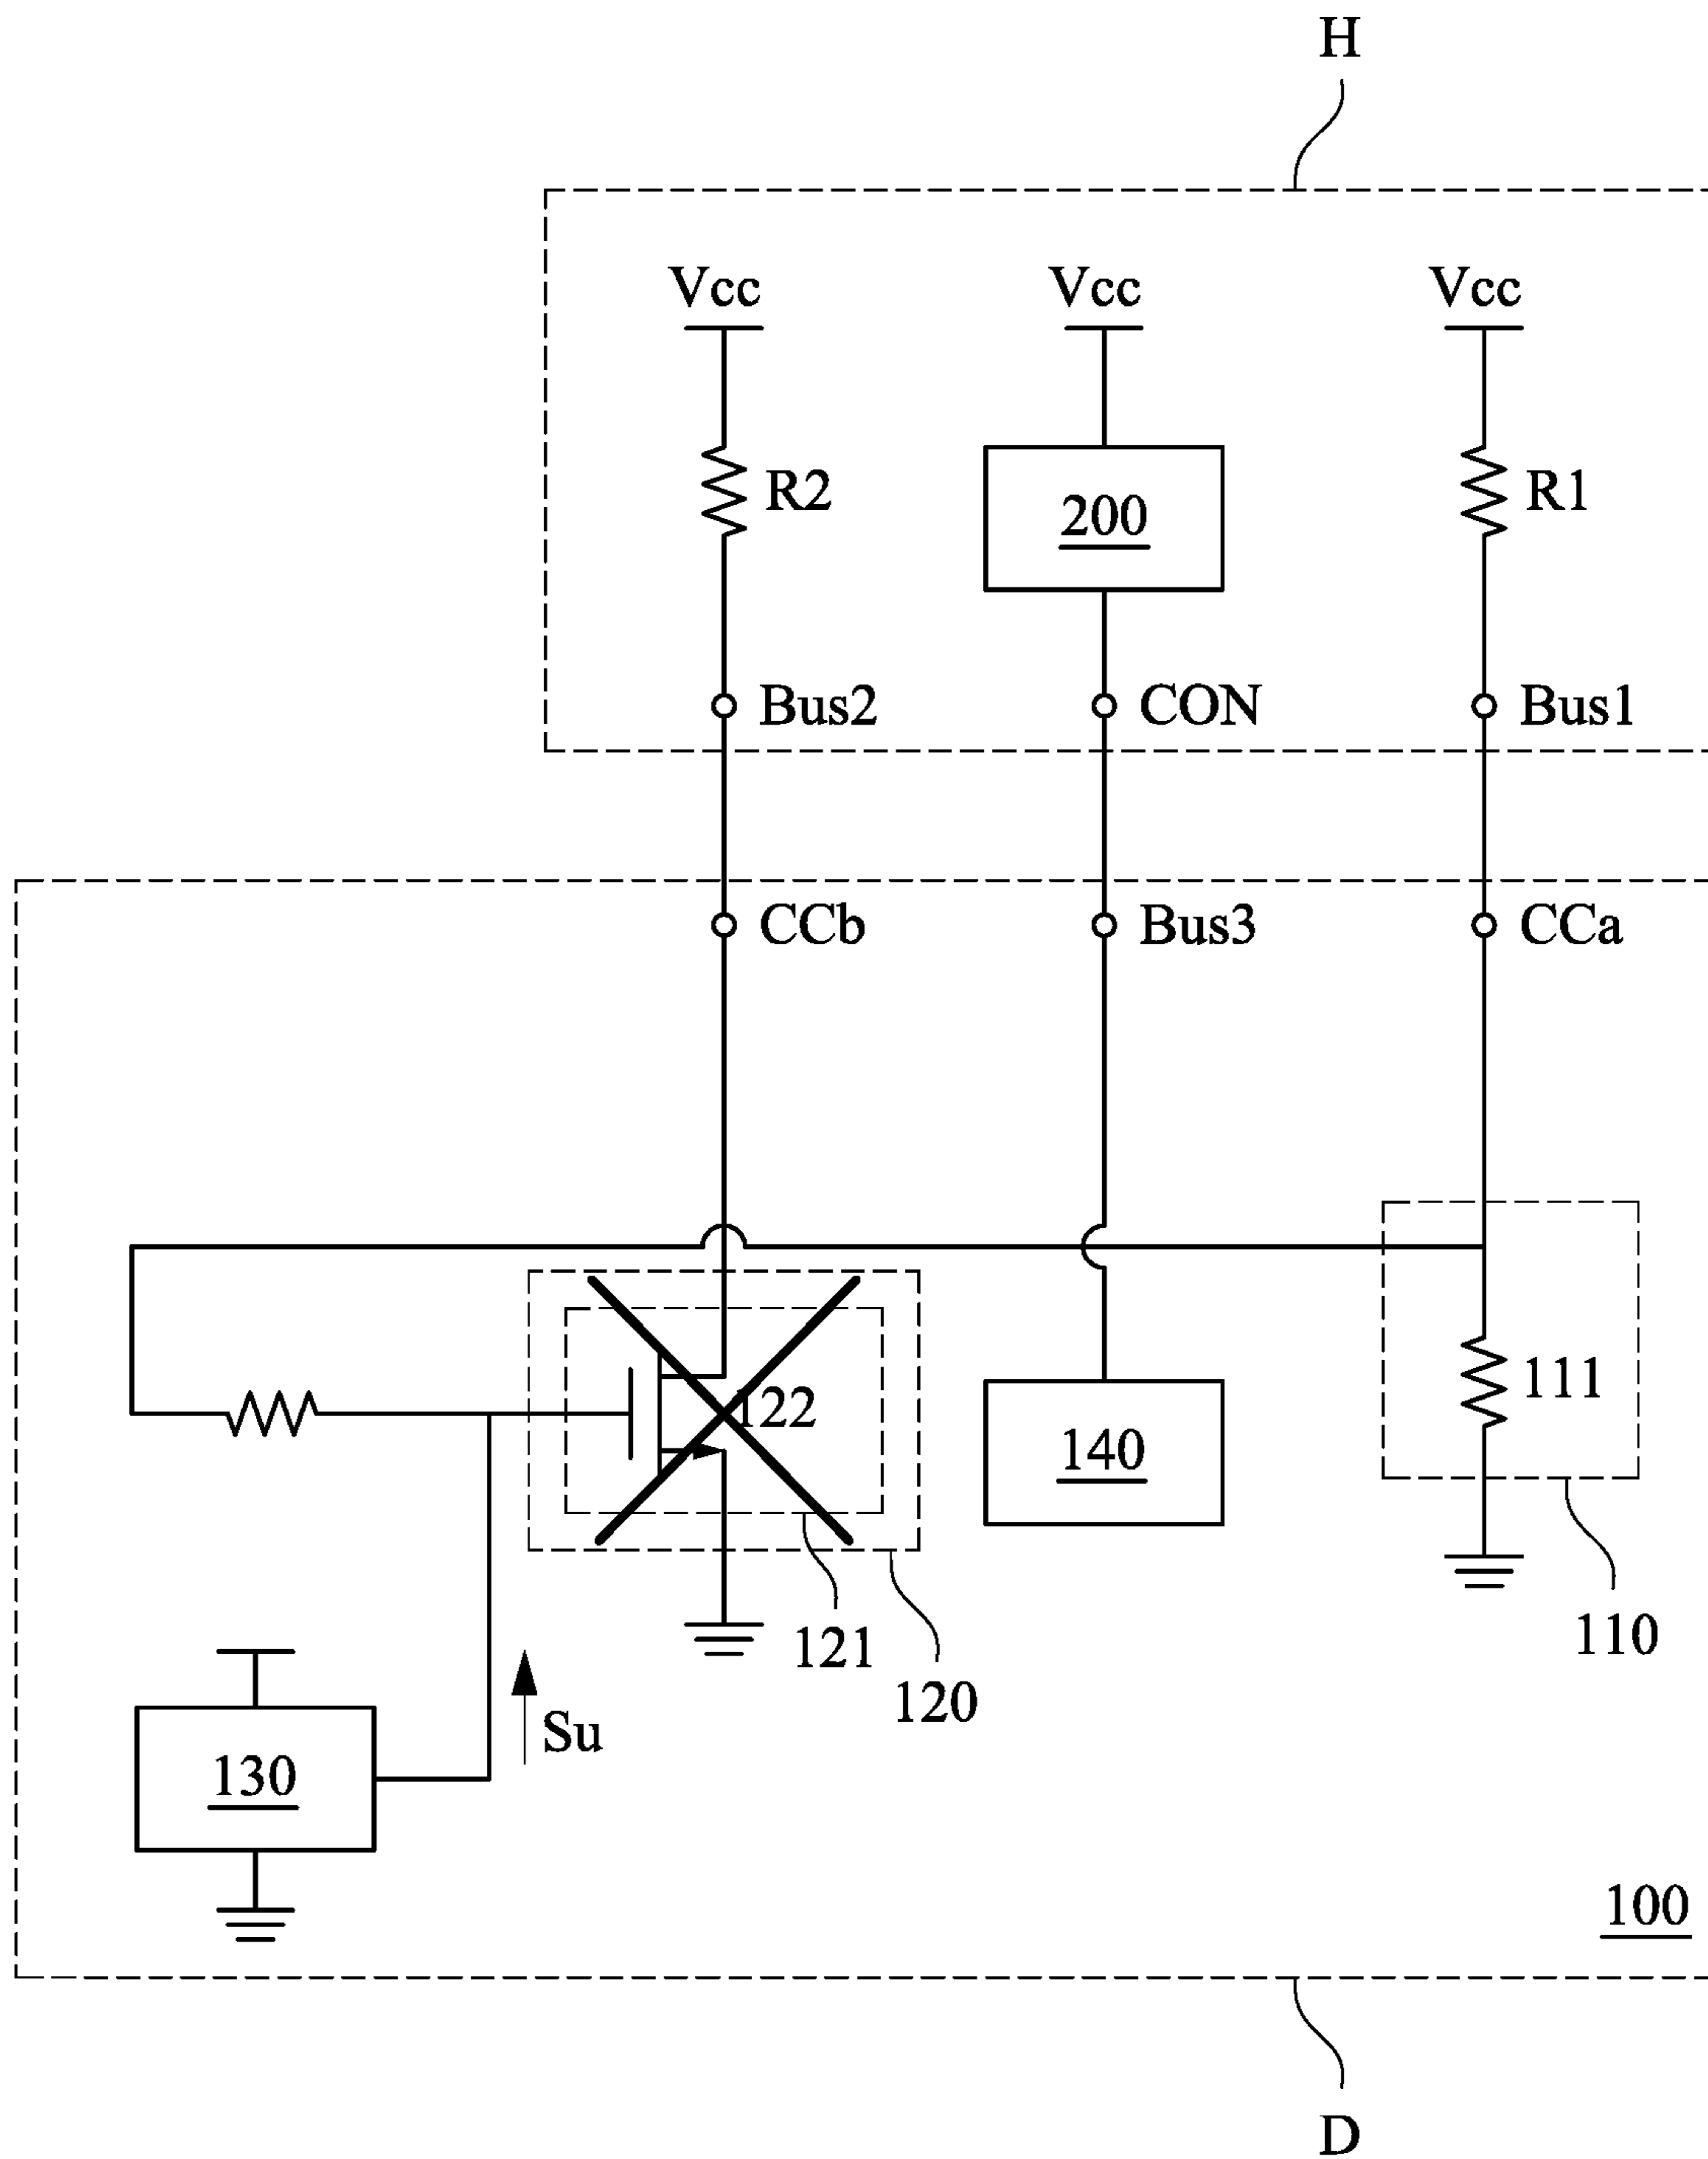 H
Vcc Vcc Vcc
R2 200 R1
Bus2 CON Bus1
CCb Bus3 CCa
122 140 111
121 120 110
Su
130
100
D